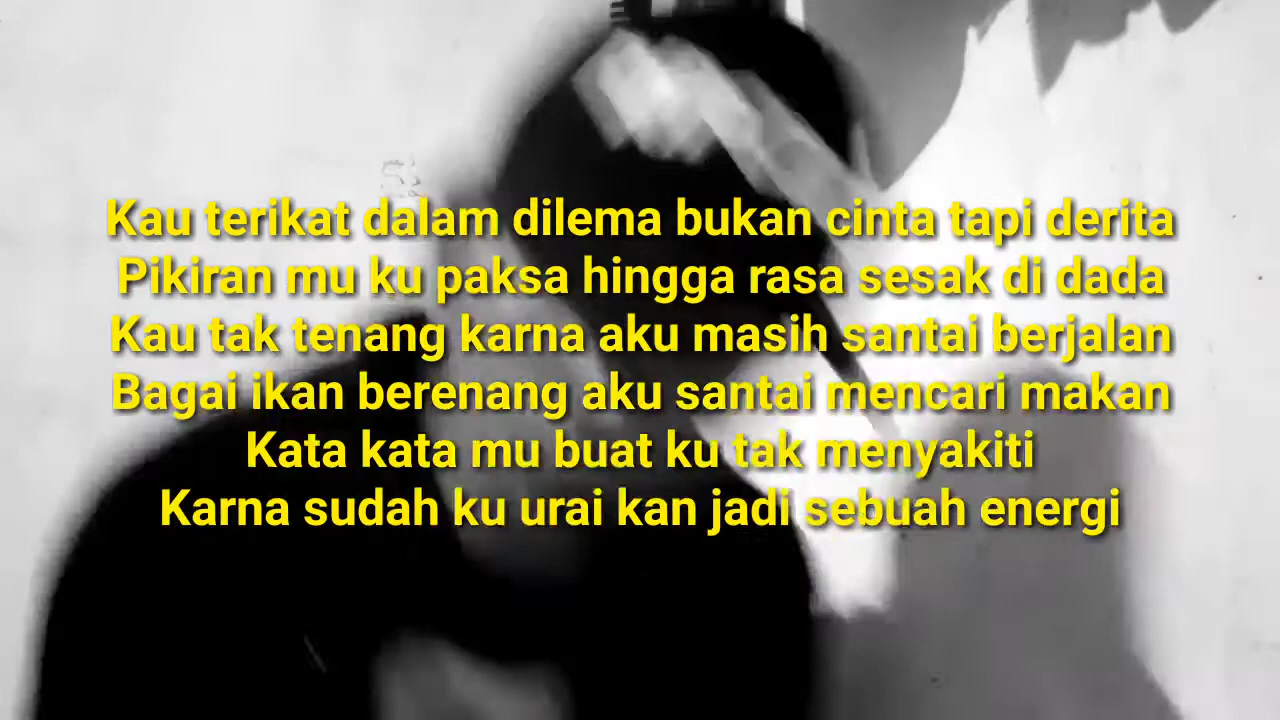 Kau terikat dalam dilema bukan cinta tapi derita
Pikiran mu ku paksa hingga rasa sesak di dada
Kau tak tenang karna aku masih santai berjalan
Bagai ikan berenang aku santai mencari makan
Kata kata mu buat ku tak menyakiti
Karna sudah ku urai kan jadi sebuah energi